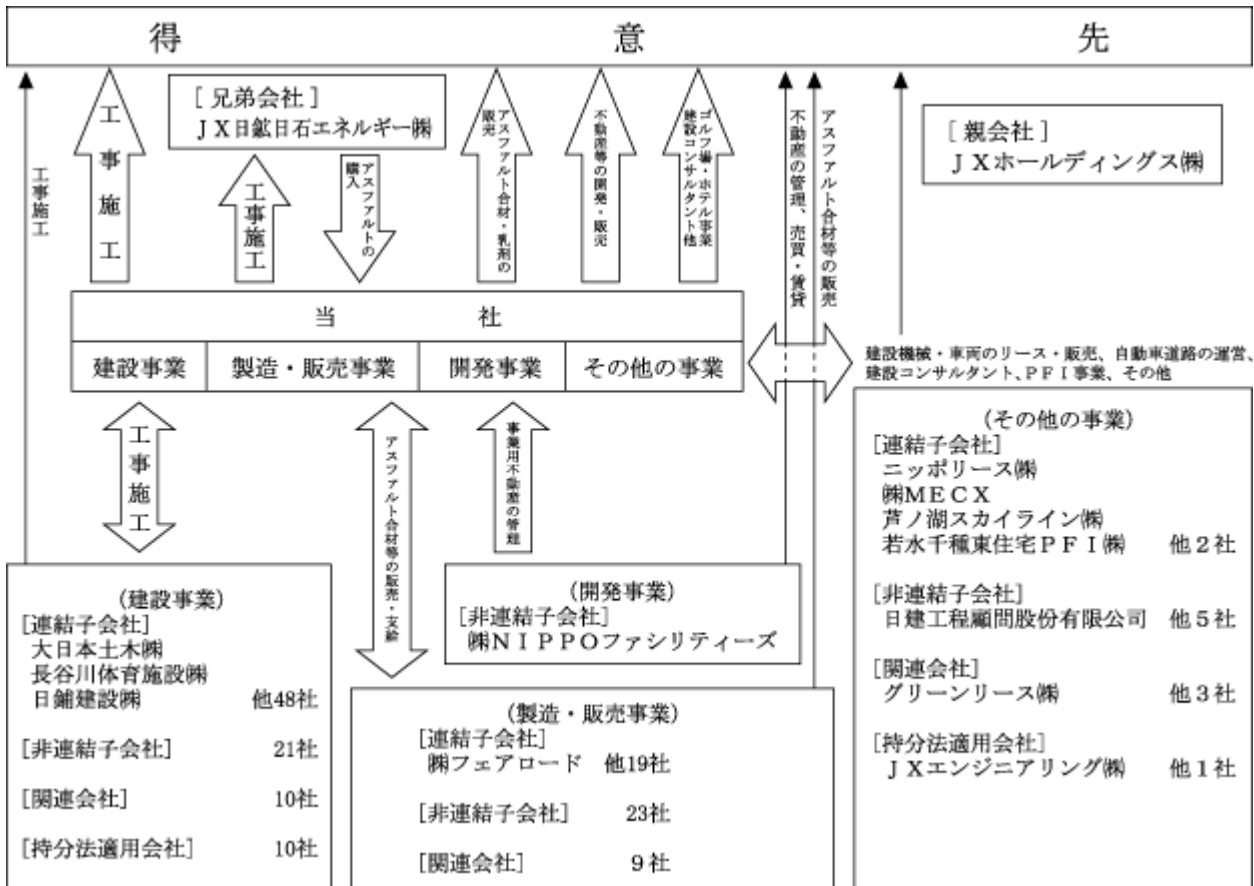 得意先
工事施工
工事施工
[兄弟会社]
ＪＸ日鉱日石エネルギー㈱
工事施工
アスファルトの
購入
アスファルト合材・乳剤の
販売
不動産等の開発・販売
ゴルフ場・ホテル事業
建設コンサルタント他
不動産の管理、売買・賃貸
アスファルト合材等の販売
[親会社]
ＪＸホールディングス㈱
当社
建設事業
製造・販売事業
開発事業
その他の事業
建設機械・車両のリース・販売、自動車道路の運営、
建設コンサルタント、ＰＦＩ事業、その他
工事施工
アスファルト合材等の販売・支給
事業用不動産の管理
(建設事業)
[連結子会社]
大日本土木㈱
長谷川体育施設㈱
日鋪建設㈱ 他48社
[非連結子会社] 21社
[関連会社] 10社
[持分法適用会社] 10社
(製造・販売事業)
[連結子会社]
㈱フェアロード 他19社
[非連結子会社] 23社
[関連会社] ９社
(開発事業)
[非連結子会社]
㈱ＮＩＰＰＯファシリティーズ
(その他の事業)
[連結子会社]
ニッポリース㈱
㈱ＭＥＣＸ
芦ノ湖スカイライン㈱
若水千種東住宅ＰＦＩ㈱ 他２社
[非連結子会社]
日建工程顧問股份有限公司 他５社
[関連会社]
グリーンリース㈱ 他３社
[持分法適用会社]
ＪＸエンジニアリング㈱ 他１社